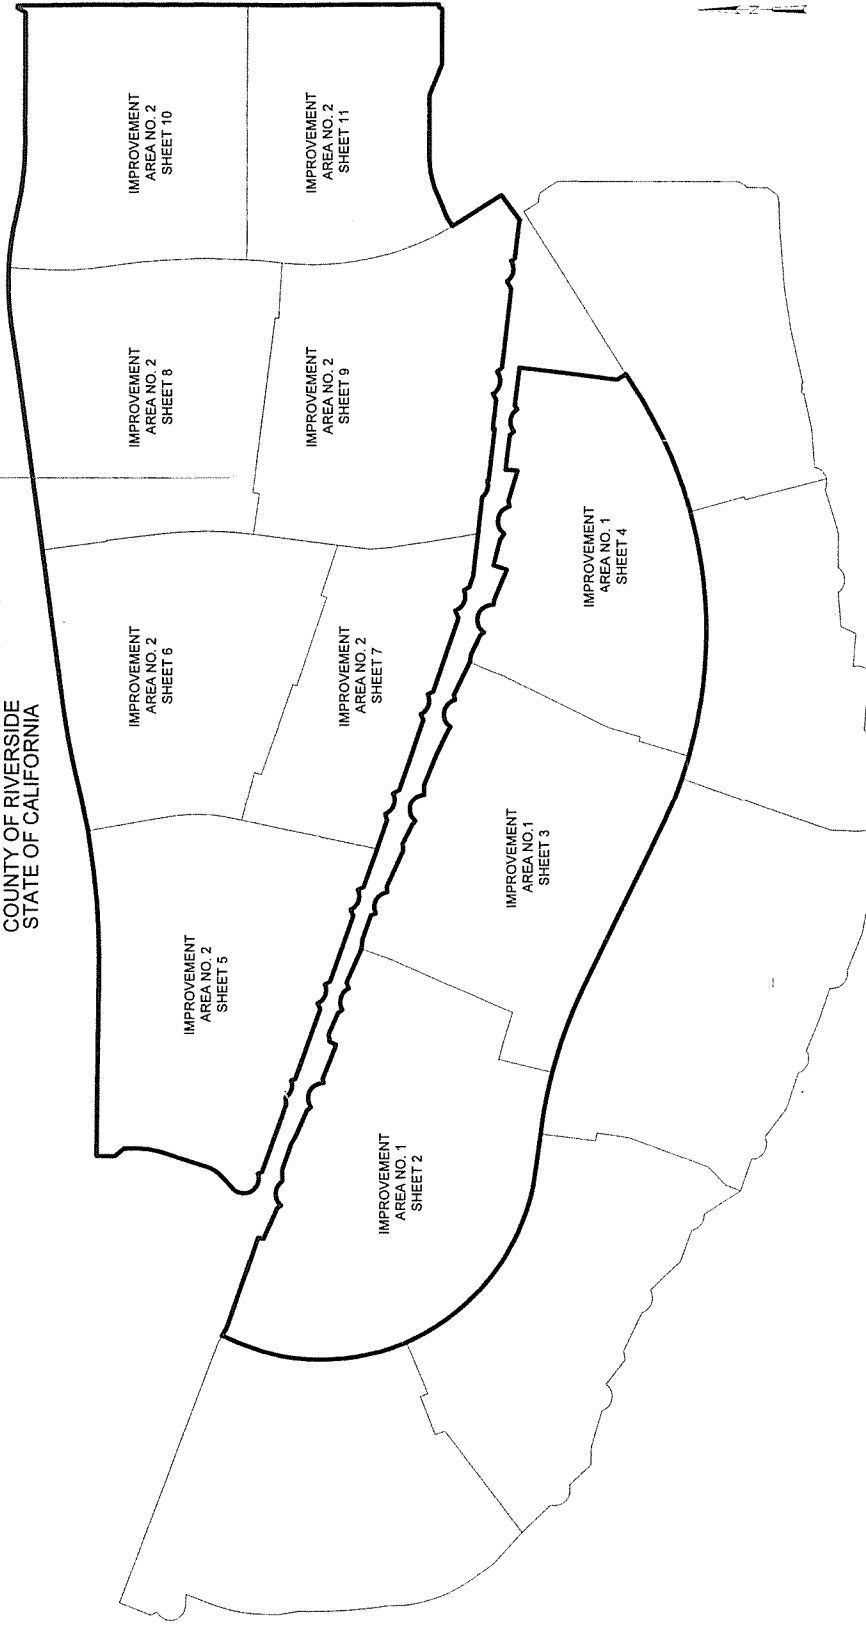 COUNTY OF RIVERSIDE
STATE OF CALIFORNIA
IMPROVEMENT
AREA NO. 2
SHEET 5
IMPROVEMENT
AREA NO. 2
SHEET 6
IMPROVEMENT
AREA NO. 2
SHEET 8
IMPROVEMENT
AREA NO. 2
SHEET 10
IMPROVEMENT
AREA NO. 2
SHEET 7
IMPROVEMENT
AREA NO. 2
SHEET 9
IMPROVEMENT
AREA NO. 2
SHEET 11
IMPROVEMENT
AREA NO. 1
SHEET 2
IMPROVEMENT
AREA NO.1
SHEET 3
IMPROVEMENT
AREA NO. 1
SHEET 4
N